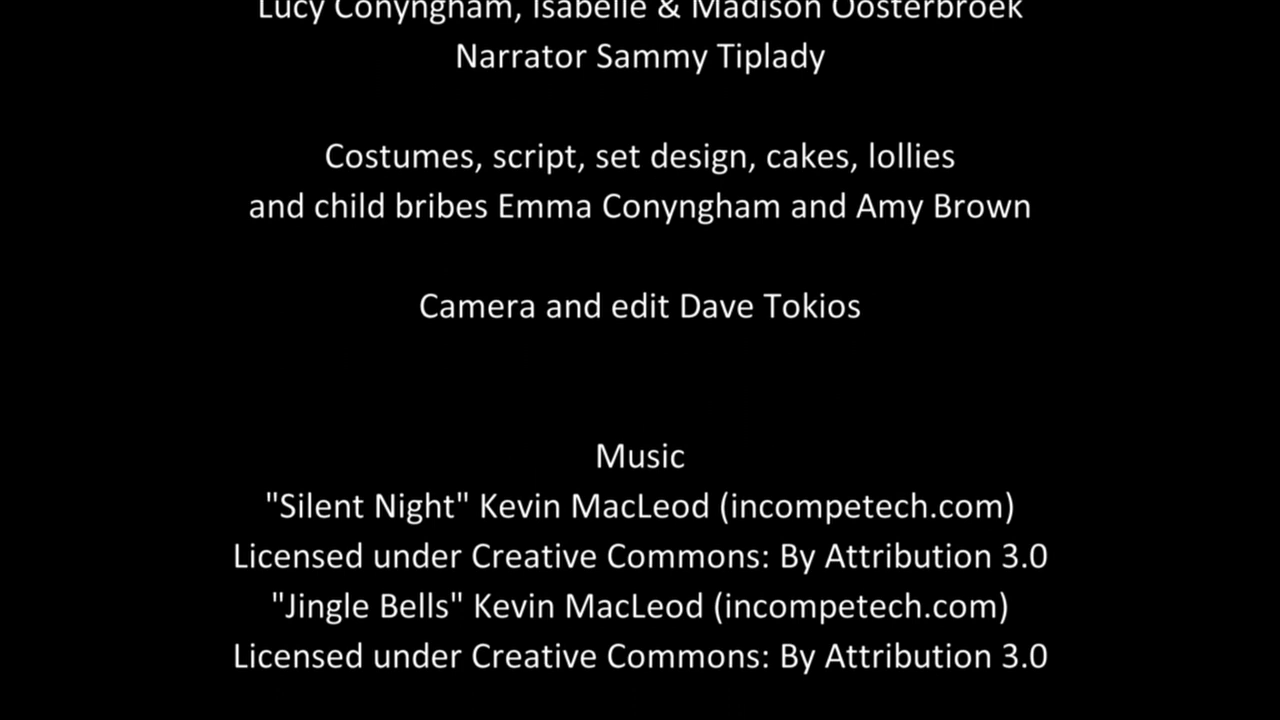 Lucy Conyngham, Isabelle & Madison Oosterbroek
Narrator Sammy Tiplady
Costumes, script, set design, cakes, lollies
and child bribes Emma Conyngham and Amy Brown
Camera and edit Dave Tokios
Music
"Silent Night" Kevin MacLeod (incompetech.com)
Licensed under Creative Commons: By Attribution 3.0
"Jingle Bells" Kevin MacLeod (incompetech.com)
Licensed under Creative Commons: By Attribution 3.0